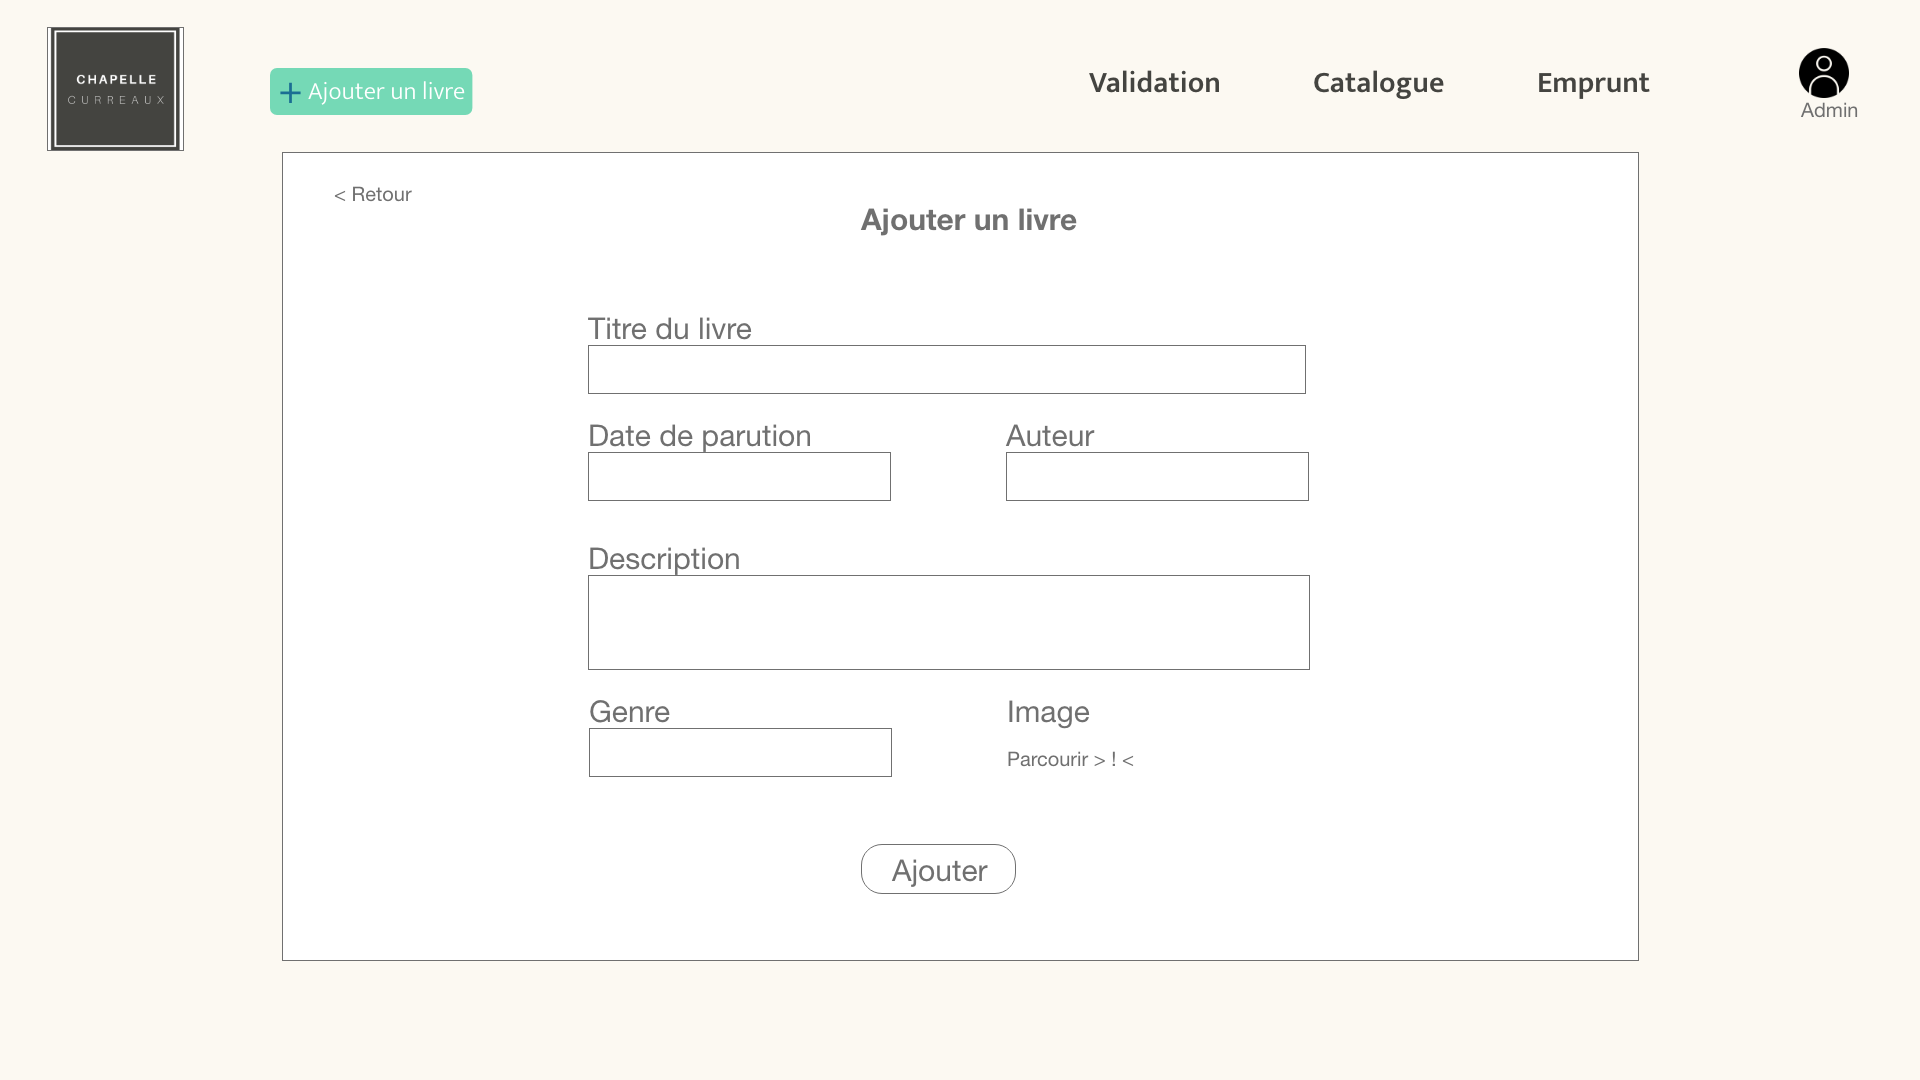 CHAPELLE
CURREAUX
+ Ajouter un livre
Validation
Catalogue
Emprunt
Admin
< Retour
Ajouter un livre
Titre du livre
Date de parution
Auteur
Description
Genre
Image
Parcourir > ! <
Ajouter